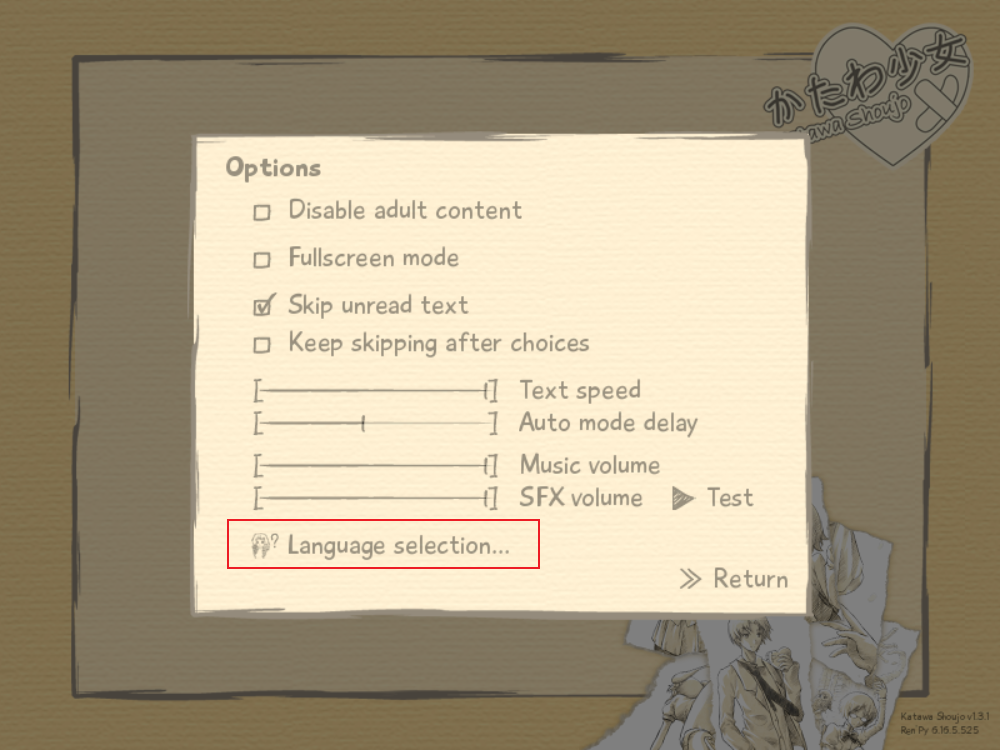 かたわ少女
Katawa Shoujo
Options
Disable adult content
Fullscreen mode
Skip unread text
Keep skipping after choices
Text speed
Auto mode delay
Music volume
SFX volume
Test
? Language selection...
Return
Katawa Shoujo v1.3.1
Ren'Py 6.16.5.525